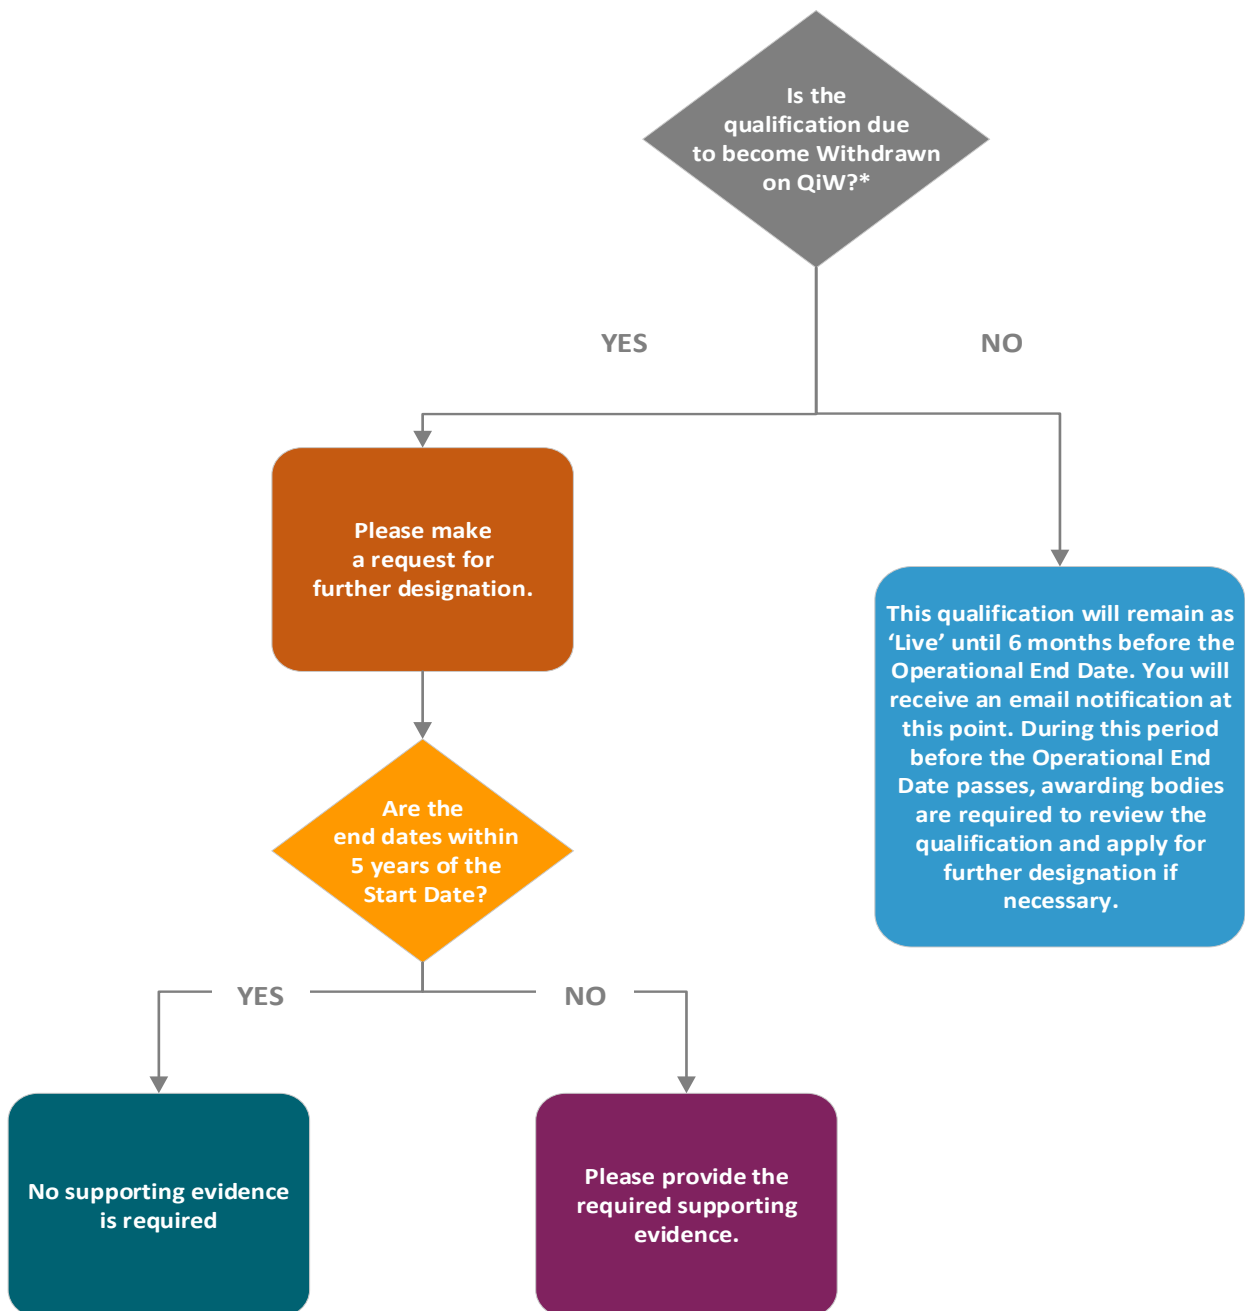 Is the
qualification due
to become Withdrawn
on QiW?*
YES
NO
Please make
a request for
further designation.
This qualification will remain as
‘Live’ until 6 months before the
Operational End Date. You will
receive an email notification at
this point. During this period
before the Operational End
Date passes, awarding bodies
are required to review the
qualification and apply for
further designation if
necessary.
Are the
end dates within
5 years of the
Start Date?
YES
NO
No supporting evidence
is required
Please provide the
required supporting
evidence.